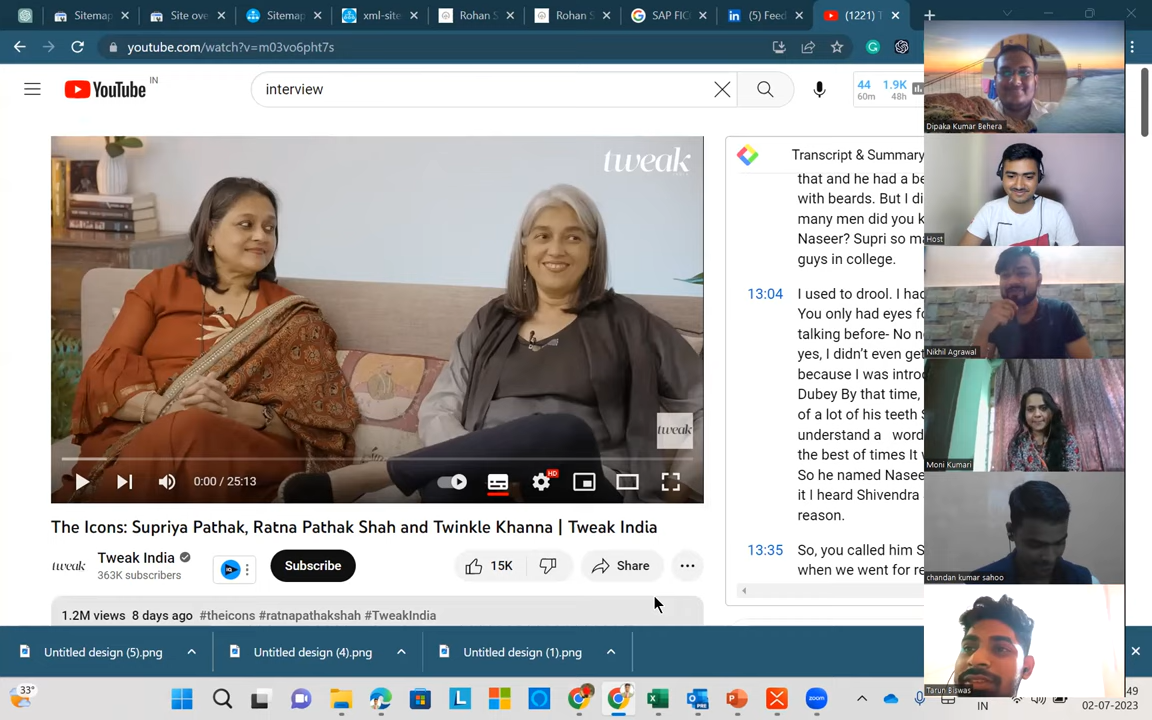 Sitemap
Site ove
Sitemap
xml-site
Rohan S
Rohan S
SAP FIC
(5) Feed
(1221) T
youtube.com/watch?v=m03vo6pht7s
YouTube IN
interview
44 1.9K
60m 48h
tweak
Transcript & Summary
that and he had a be
with beards. But I di
many men did you k
Naseer? Supri so ma
guys in college.
13:04 I used to drool. I had
You only had eyes fo
talking before- No n
yes, I didn't even get
because I was introd
Dubey By that time,
of a lot of his teeth S
understand a word
the best of times It v
So he named Nasee
it I heard Shivendra
reason.
13:35 So, you called him S
when we went for re
tweak
HD
0:00 / 25:13
The Icons: Supriya Pathak, Ratna Pathak Shah and Twinkle Khanna | Tweak India
tweak
Tweak India
363K subscribers
Subscribe
15K
Share
1.2M views 8 days ago #theicons #ratnapathakshah #TweakIndia
Dipaka Kumar Behera
Host
Nikhil Agrawal
Moni Kumari
chandan kumar sahoo
Tarun Biswas
Untitled design (5).png
Untitled design (4).png
Untitled design (1).png
33°
L
PRE
zoom
IN
49
02-07-2023